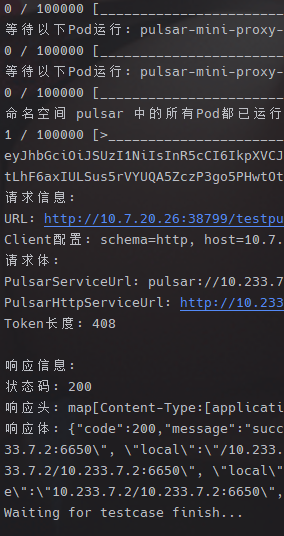 0 / 100000 [________________________
等待以下Pod运行: pulsar-mini-proxy-
0 / 100000 [________________________
等待以下Pod运行: pulsar-mini-proxy-
0 / 100000 [________________________
命名空间 pulsar 中的所有Pod都已运行
1 / 100000 [>_______________________
eyJhbGciOiJSUzI1NiIsInR5cCI6IkpXVCJ
tLhF6axIULSus5rVYUQA5ZczP3go5PHwtOt
请求信息:
URL: http://10.7.20.26:38799/testpu
Client配置: schema=http, host=10.7.
请求体:
PulsarServiceUrl: pulsar://10.233.7
PulsarHttpServiceUrl: http://10.233
Token长度: 408
响应信息:
状态码: 200
响应头: map[Content-Type:[applicati
响应体: {"code":200,"message":"succ
33.7.2:6650\", \"local\":\"/10.233.
33.7.2/10.233.7.2:6650\", \"local\"
e\":\"10.233.7.2/10.233.7.2:6650\",
Waiting for testcase finish...